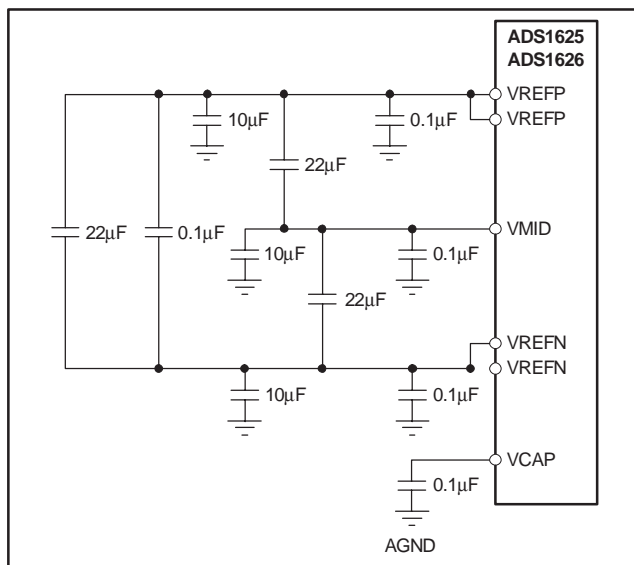 ADS1625
ADS1626
VREFP
10µF
0.1µF
VREFP
22µF
22µF
0.1µF
VMID
10µF
0.1µF
22µF
VREFN
VREFN
10µF
0.1µF
VCAP
0.1µF
AGND